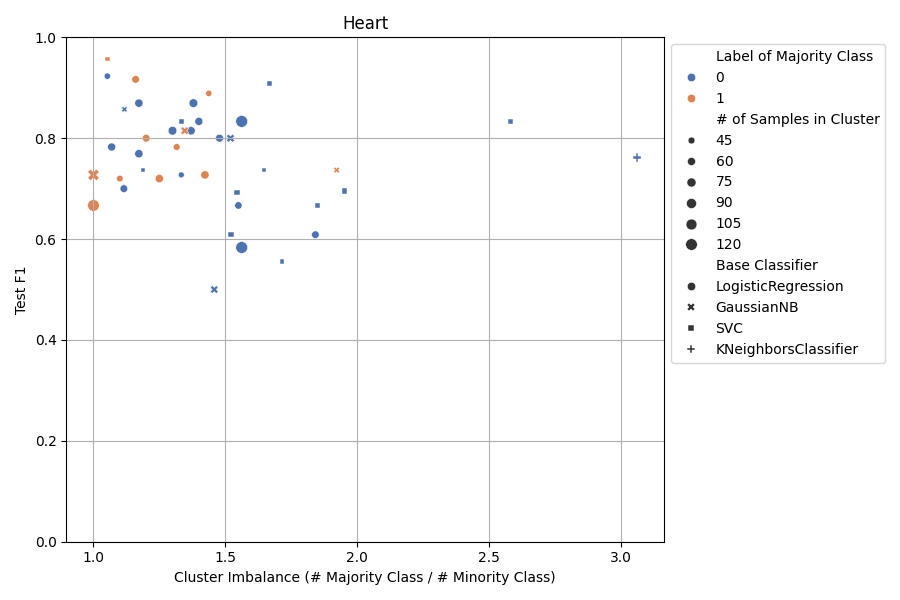 Heart
1.0
0.8
0.6
0.4
0.2
0.0
Test F1
1.0
1.5
2.0
2.5
3.0
Cluster Imbalance (# Majority Class / # Minority Class)
Label of Majority Class
0
1
# of Samples in Cluster
45
60
75
90
105
120
Base Classifier
LogisticRegression
GaussianNB
SVC
KNeighborsClassifier